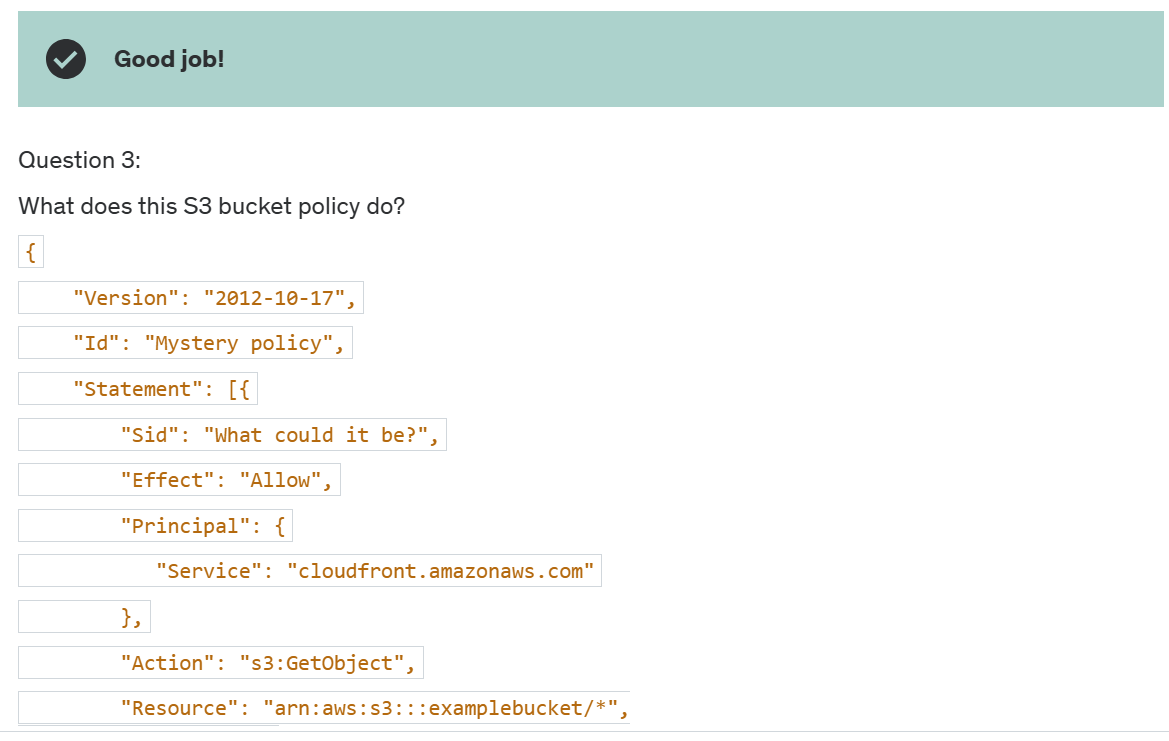 Good job!
Question 3:
What does this S3 bucket policy do?
{
"Version": "2012-10-17",
"Id": "Mystery policy",
"Statement": [{
"Sid": "What could it be?",
"Effect": "Allow",
"Principal": {
"Service": "cloudfront.amazonaws.com"
},
"Action": "s3:GetObject",
"Resource": "arn:aws:s3:::examplebucket/*",